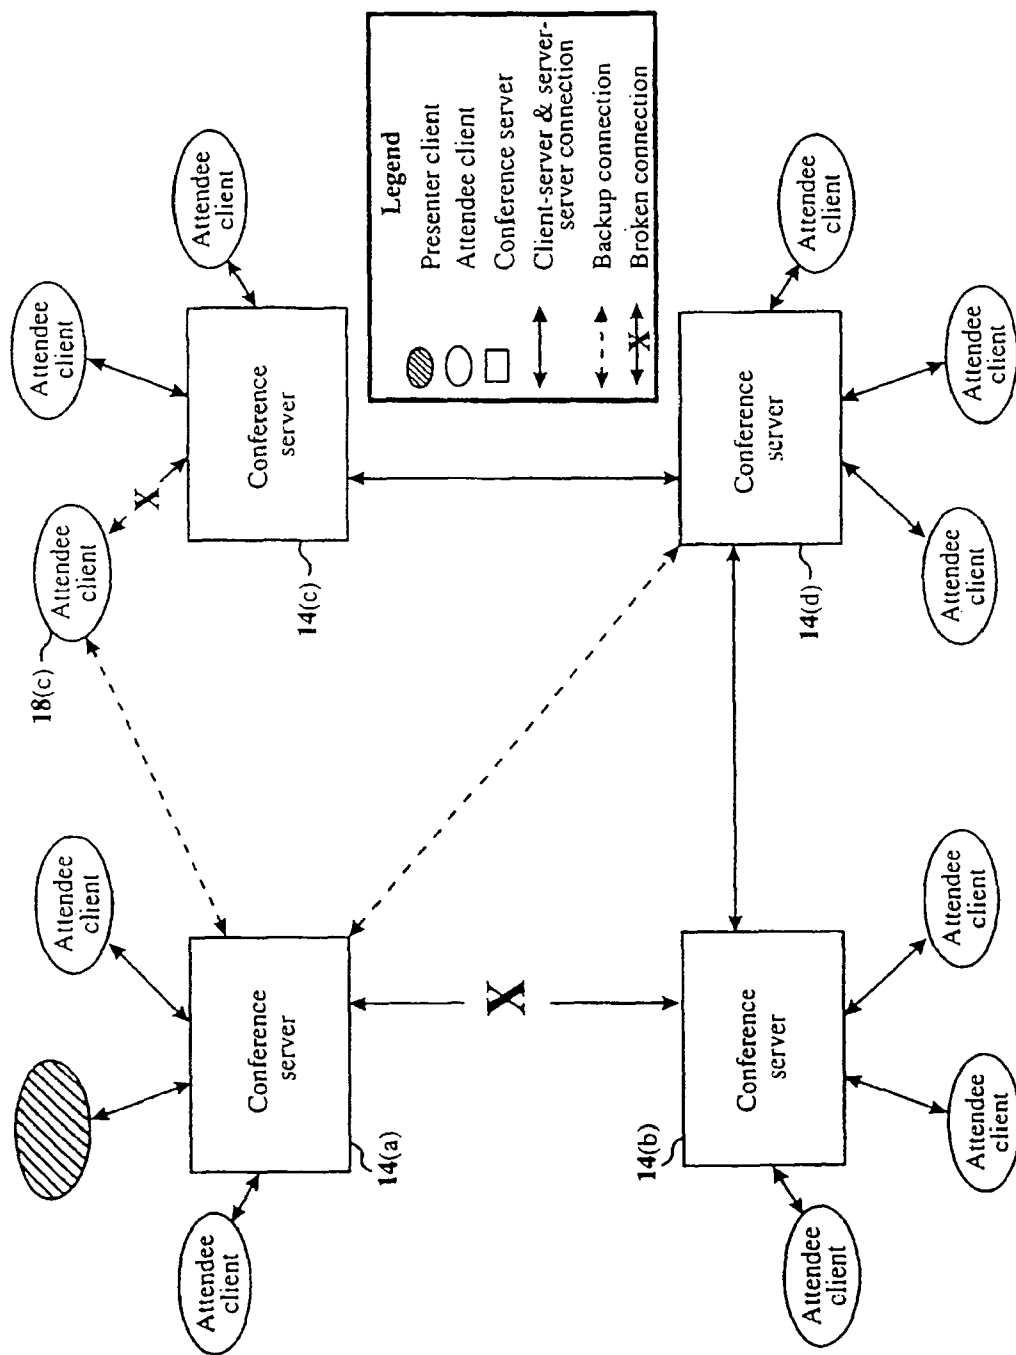 18(c)
Attendee
client
Attendee
client
Attendee
client
X
Attendee
client
Conference
server
Conference
server
Attendee
client
14(a)
14(c)
Legend
Presenter client
Attendee client
Conference server
Client-server & server-
server connection
Backup connection
X Broken connection
X
14(b)
Conference
server
Conference
server
14(d)
Attendee
client
Attendee
client
Attendee
client
Attendee
client
Attendee
client
Attendee
client